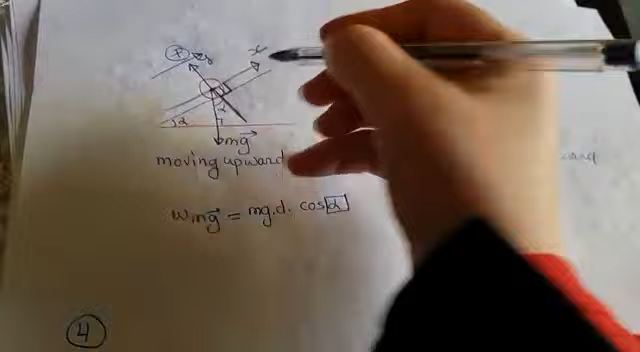 + y x
α
α
mg⃗
moving upward
Wmg⃗ = mg.d. cos α
4